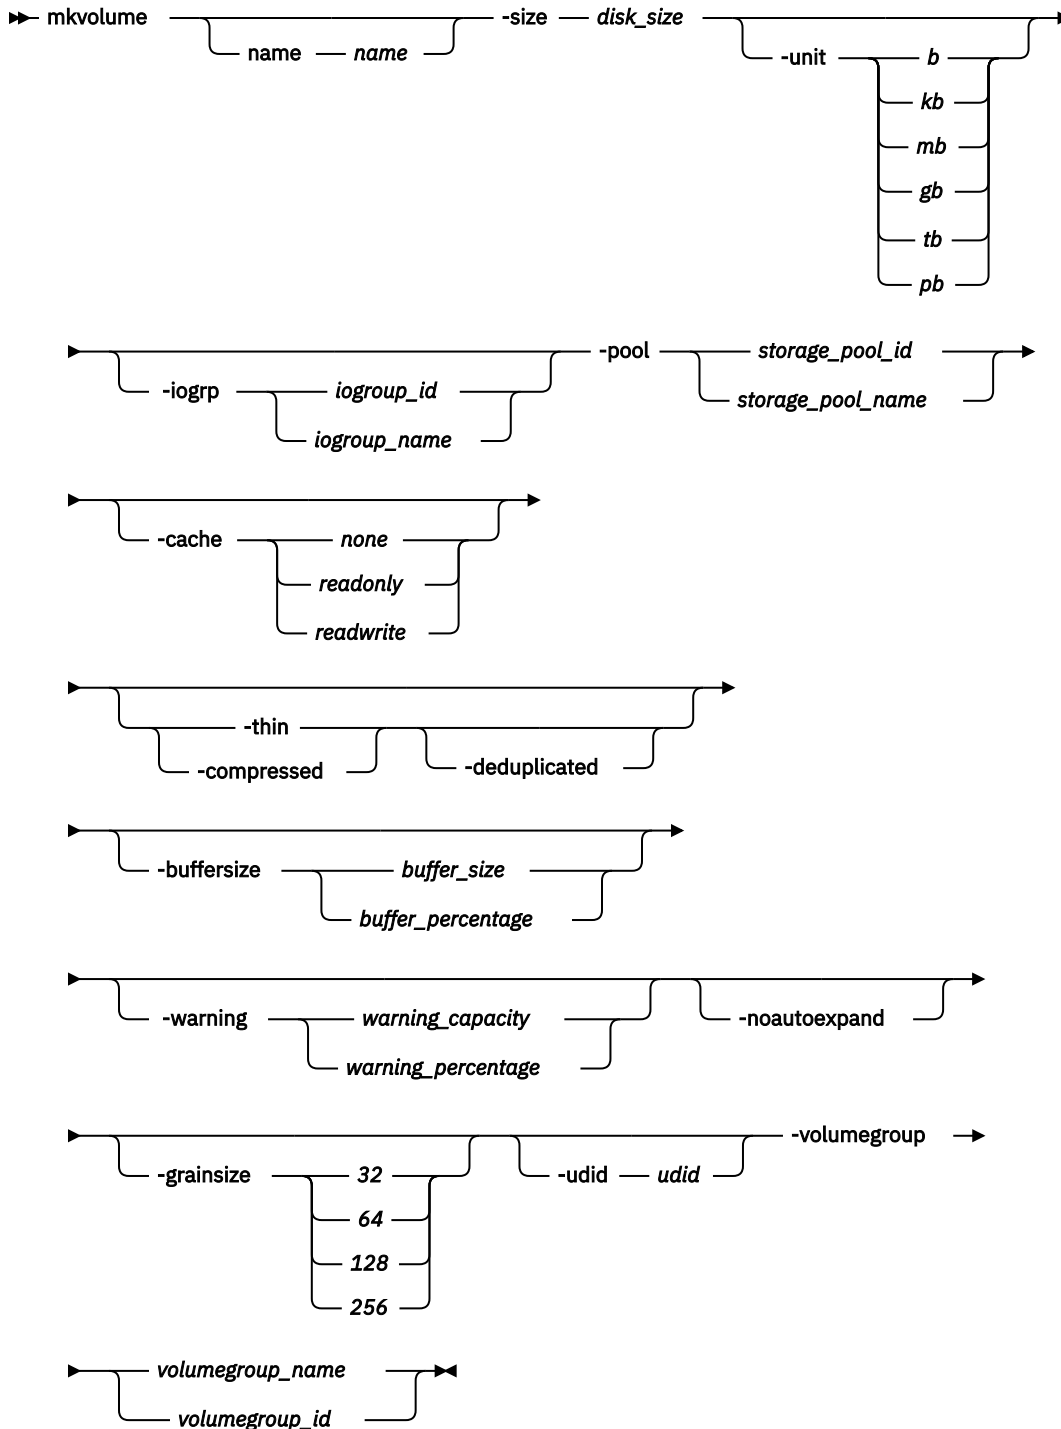 mkvolume -size disk_size
name name -unit b
kb
mb
gb
tb
pb
-pool storage_pool_id
-iogrp iogroup_id storage_pool_name
iogroup_name
-cache none
readonly
readwrite
-thin
-compressed -deduplicated
-buffersize buffer_size
buffer_percentage
-warning warning_capacity -noautoexpand
warning_percentage
-volumegroup
-grainsize 32 -udid udid
64
128
256
volumegroup_name
volumegroup_id